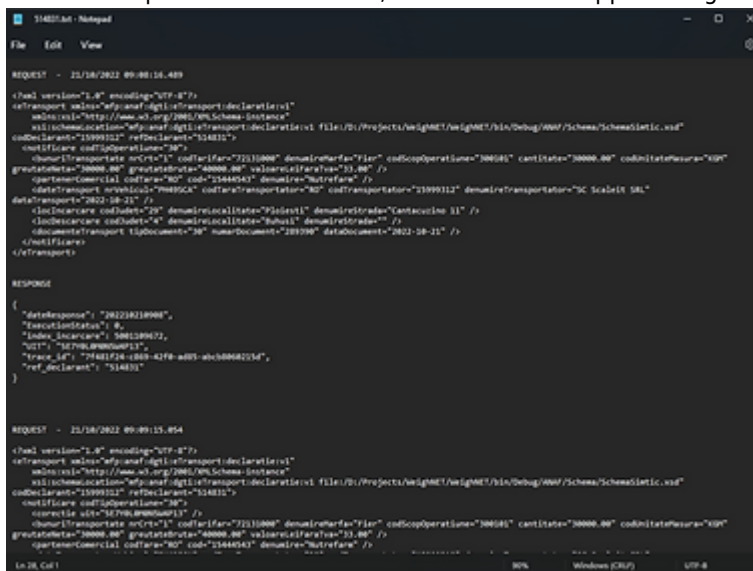 514831.txt - Notepad
File Edit View
REQUEST - 21/10/2022 09:08:16.489
<?xml version="1.0" encoding="UTF-8"?>
<eTransport xmlns="mfp:anaf:dgti:eTransport:declaratie:v1"
xmlns:xsi="http://www.w3.org/2001/XMLSchema-instance"
xsi:schemaLocation="mfp:anaf:dgti:eTransport:declaratie:v1 file:/D:/Projects/WeighNET/WeighNET/bin/Debug/ANAF/Schema/SchemaSintic.xsd"
codDeclarant="15999312" refDeclarant="514831">
<notificare codTipOperatiune="30">
<bunuriTransportate nrCrt="1" codTarifar="72131000" denumireMarfa="Fier" codScopOperatiune="300101" cantitate="30000.00" codUnitateMasura="KGM"
greutateNeta="30000.00" greutateBruta="40000.00" valoareLeiFaraTva="33.00" />
<partenerComercial codTara="RO" cod="15444543" denumire="Nutrefarm" />
<dateTransport nrVehicul="PH49SCA" codTaraTransportator="RO" codTransportator="15999312" denumireTransportator="SC Scaleit SRL"
dataTransport="2022-10-21" />
<locIncarcare codJudet="29" denumireLocalitate="Ploiesti" denumireStrada="Cantacuzino 11" />
<locDescarcare codJudet="4" denumireLocalitate="Buhusi" denumireStrada="" />
<documenteTransport tipDocument="30" numarDocument="289390" dataDocument="2022-10-21" />
</notificare>
</eTransport>
RESPONSE
{
"dateResponse": "202210210908",
"ExecutionStatus": 0,
"index_incarcare": 5001109672,
"UIT":
"trace_id":
"ref_declarant": "514831"
}
REQUEST - 21/10/2022 09:09:15.054
<?xml version="1.0" encoding="UTF-8"?>
<eTransport xmlns="mfp:anaf:dgti:eTransport:declaratie:v1"
xmlns:xsi="http://www.w3.org/2001/XMLSchema-instance"
xsi:schemaLocation="mfp:anaf:dgti:eTransport:declaratie:v1 file:/D:/Projects/WeighNET/WeighNET/bin/Debug/ANAF/Schema/SchemaSintic.xsd"
codDeclarant="15999312" refDeclarant="514831">
<notificare codTipOperatiune="30">
<corectie
<bunuriTransportate nrCrt="1" codTarifar="72131000" denumireMarfa="Fier" codScopOperatiune="300101" cantitate="30000.00" codUnitateMasura="KGM"
greutateNeta="30000.00" greutateBruta="40000.00" valoareLeiFaraTva="33.00" />
<partenerComercial codTara="RO" cod="15444543" denumire="Nutrefarm" />
Ln 28, Col 1 90% Windows (CRLF) UTF-8